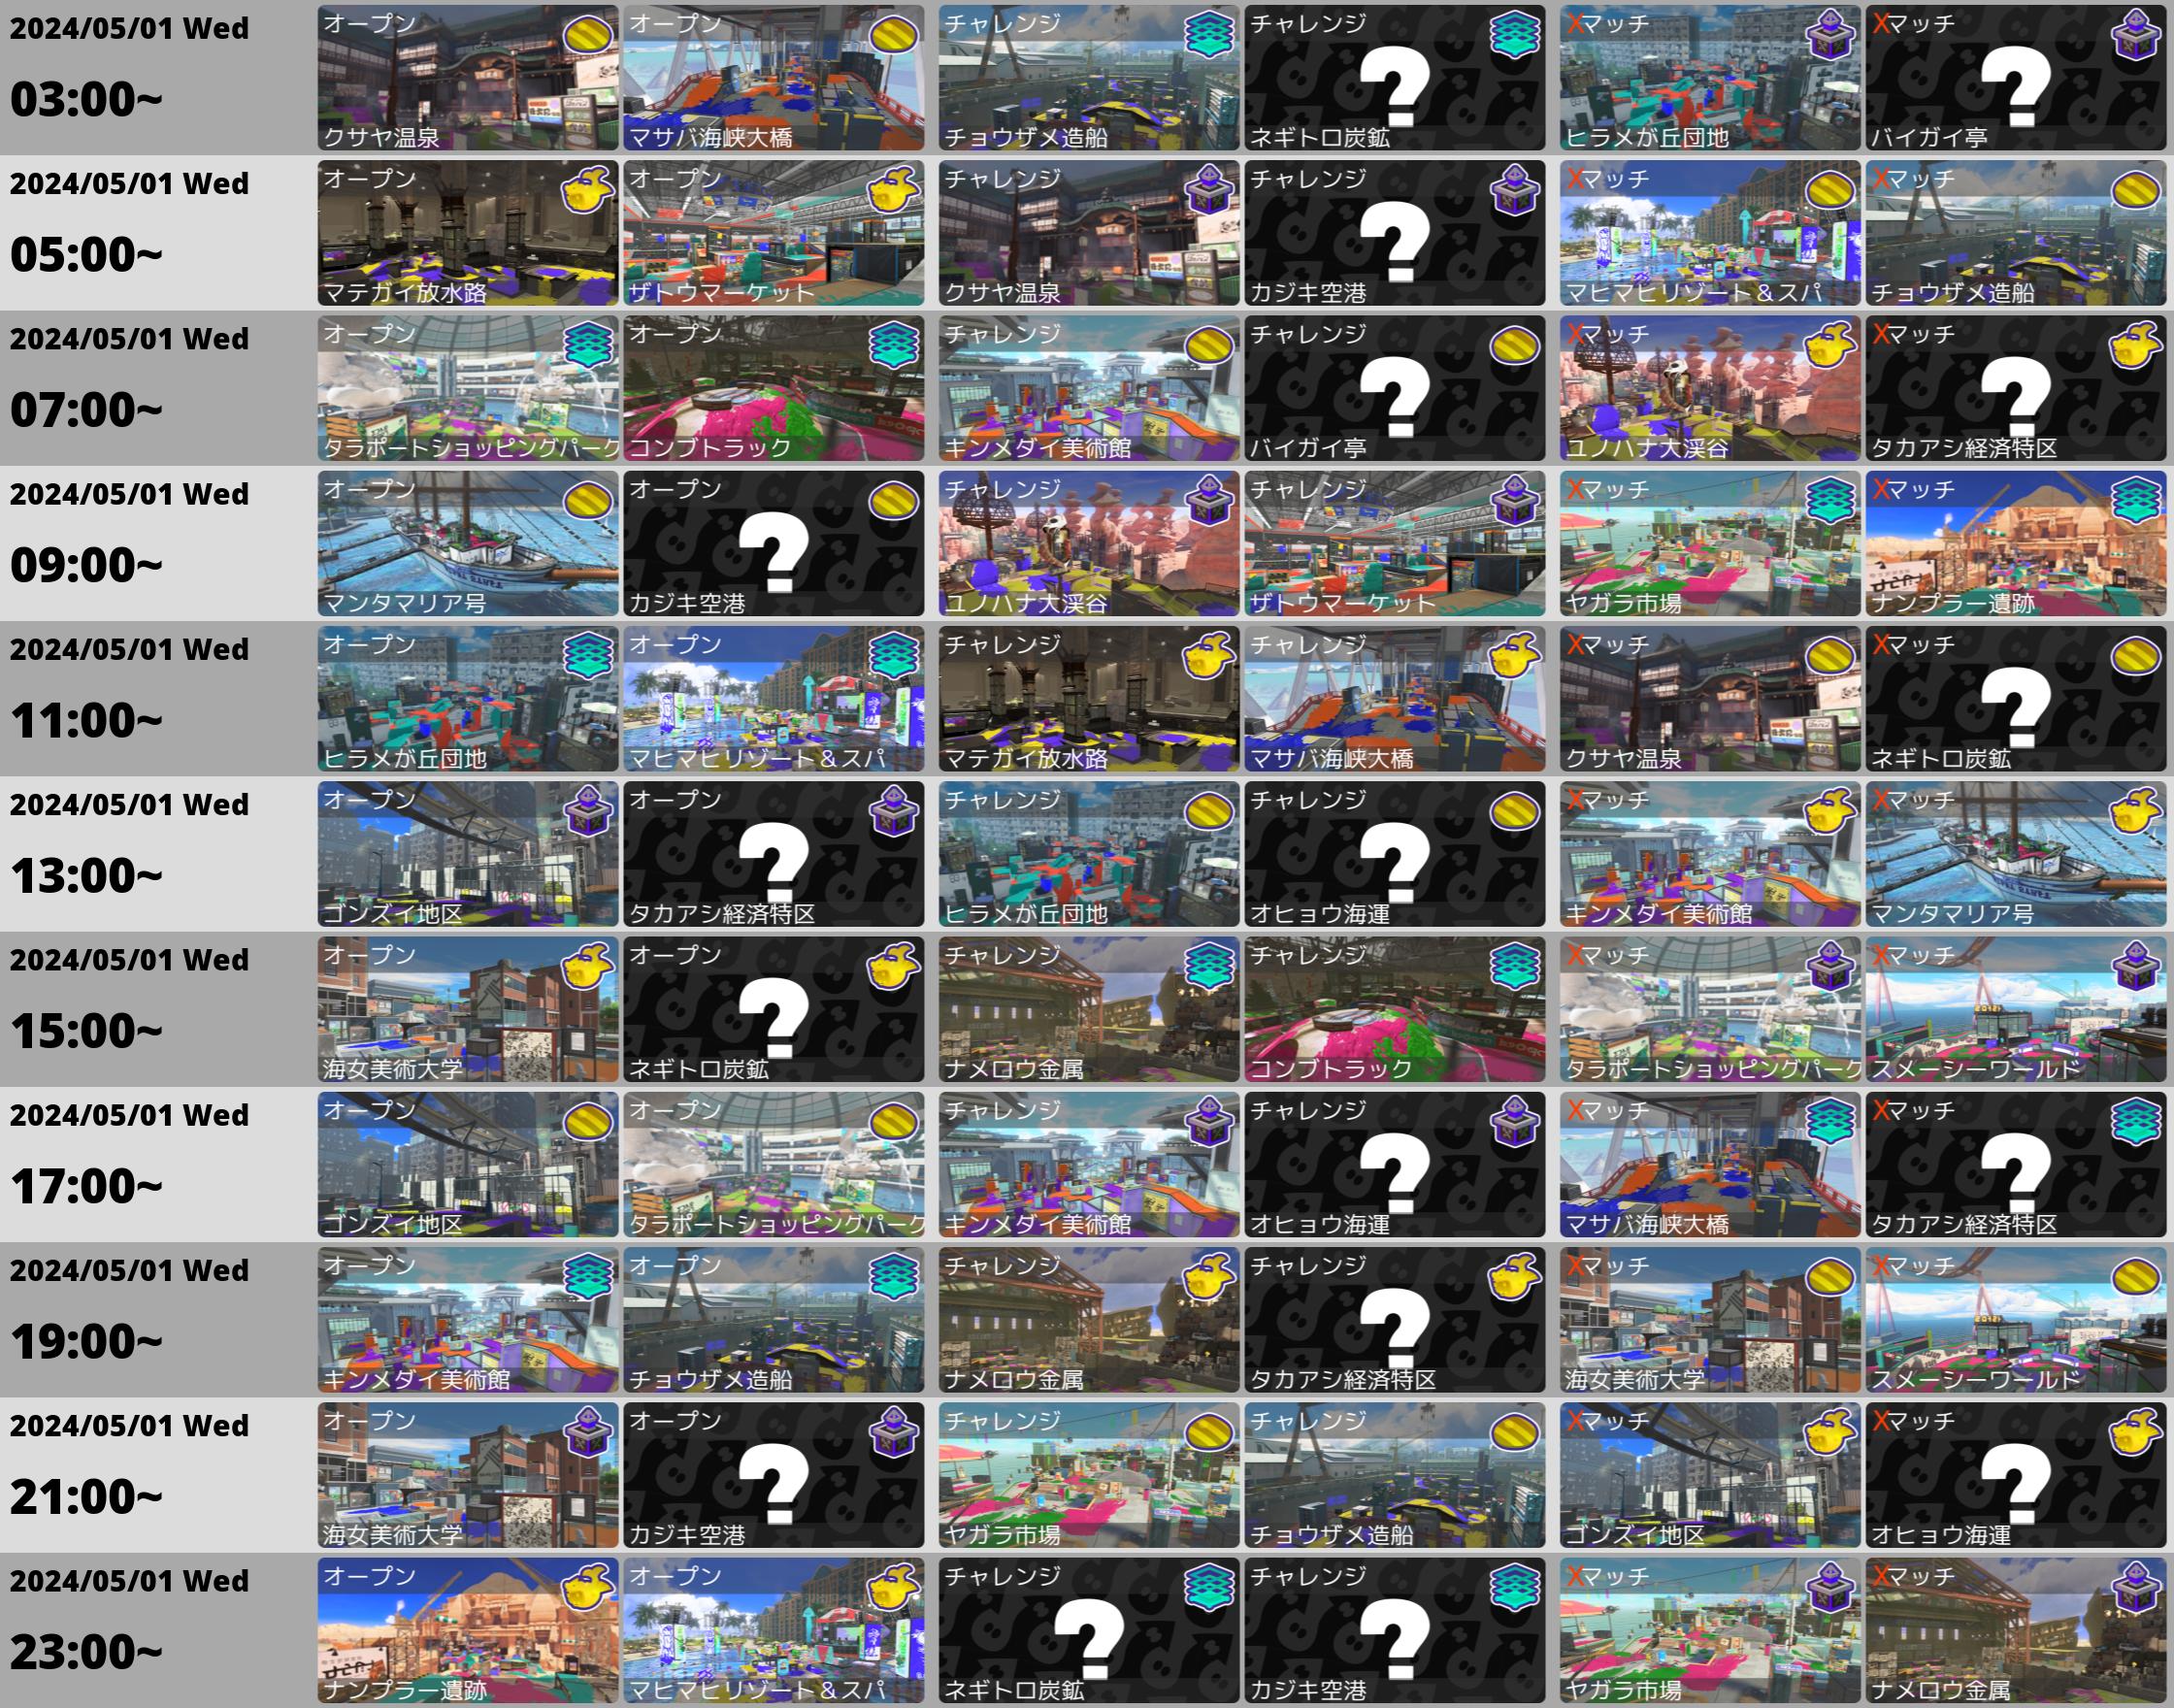 2024/05/01 Wed
03:00~
オープン
クサヤ温泉
オープン
マサバ海峡大橋
チャレンジ
チョウザメ造船
チャレンジ
?
ネギトロ炭鉱
Xマッチ
ヒラメが丘団地
Xマッチ
?
バイガイ亭
2024/05/01 Wed
05:00~
オープン
マテガイ放水路
オープン
ザトウマーケット
チャレンジ
クサヤ温泉
チャレンジ
?
カジキ空港
Xマッチ
マヒマヒリゾート&スパ
Xマッチ
チョウザメ造船
2024/05/01 Wed
07:00~
オープン
タラポートショッピングパーク
オープン
コンブトラック
チャレンジ
キンメダイ美術館
チャレンジ
?
バイガイ亭
Xマッチ
ユノハナ大渓谷
Xマッチ
?
タカアシ経済特区
2024/05/01 Wed
09:00~
オープン
マンタマリア号
オープン
?
カジキ空港
チャレンジ
ユノハナ大渓谷
チャレンジ
ザトウマーケット
Xマッチ
ヤガラ市場
Xマッチ
ナンプラー遺跡
2024/05/01 Wed
11:00~
オープン
ヒラメが丘団地
オープン
マヒマヒリゾート&スパ
チャレンジ
マテガイ放水路
チャレンジ
マサバ海峡大橋
Xマッチ
クサヤ温泉
Xマッチ
?
ネギトロ炭鉱
2024/05/01 Wed
13:00~
オープン
ゴンズイ地区
オープン
?
タカアシ経済特区
チャレンジ
ヒラメが丘団地
チャレンジ
?
オヒョウ海運
Xマッチ
キンメダイ美術館
Xマッチ
マンタマリア号
2024/05/01 Wed
15:00~
オープン
海女美術大学
オープン
?
ネギトロ炭鉱
チャレンジ
ナメロウ金属
チャレンジ
コンブトラック
Xマッチ
タラポートショッピングパーク
Xマッチ
スメーシーワールド
2024/05/01 Wed
17:00~
オープン
ゴンズイ地区
オープン
タラポートショッピングパーク
チャレンジ
キンメダイ美術館
チャレンジ
?
オヒョウ海運
Xマッチ
マサバ海峡大橋
Xマッチ
?
タカアシ経済特区
2024/05/01 Wed
19:00~
オープン
キンメダイ美術館
オープン
チョウザメ造船
チャレンジ
ナメロウ金属
チャレンジ
?
タカアシ経済特区
Xマッチ
海女美術大学
Xマッチ
スメーシーワールド
2024/05/01 Wed
21:00~
オープン
海女美術大学
オープン
?
カジキ空港
チャレンジ
ヤガラ市場
チャレンジ
チョウザメ造船
Xマッチ
ゴンズイ地区
Xマッチ
?
オヒョウ海運
2024/05/01 Wed
23:00~
オープン
ナンプラー遺跡
オープン
マヒマヒリゾート&スパ
チャレンジ
?
ネギトロ炭鉱
チャレンジ
?
カジキ空港
Xマッチ
ヤガラ市場
Xマッチ
ナメロウ金属